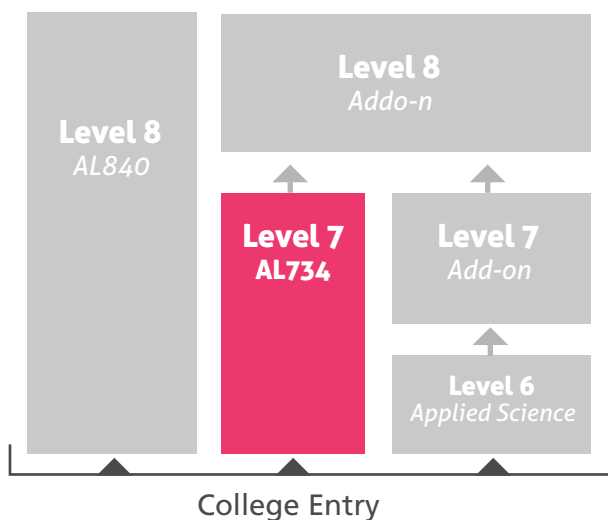 Level 8
AL840
Level 8
Addo-n
Level 7
AL734
Level 7
Add-on
Level 6
Applied Science
College Entry